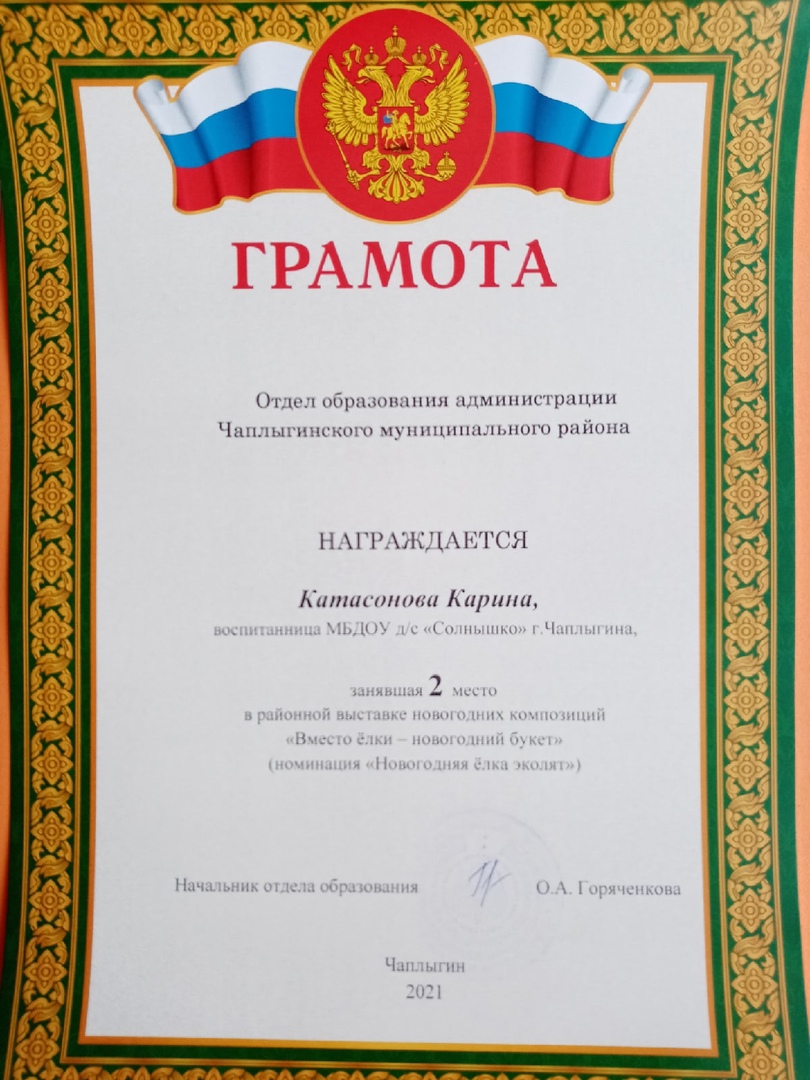 ГРАМОТА
Отдел образования администрации
Чаплыгинского муниципального района
НАГРАЖДАЕТСЯ
Катасонова Карина,
воспитанница МБДОУ д/с «Солнышко» г.Чаплыгина,
занявшая 2 место
в районной выставке новогодних композиций
«Вместо ёлки – новогодний букет»
(номинация «Новогодняя ёлка эколят»)
Начальник отдела образования О.А. Горяченкова
Чаплыгин
2021